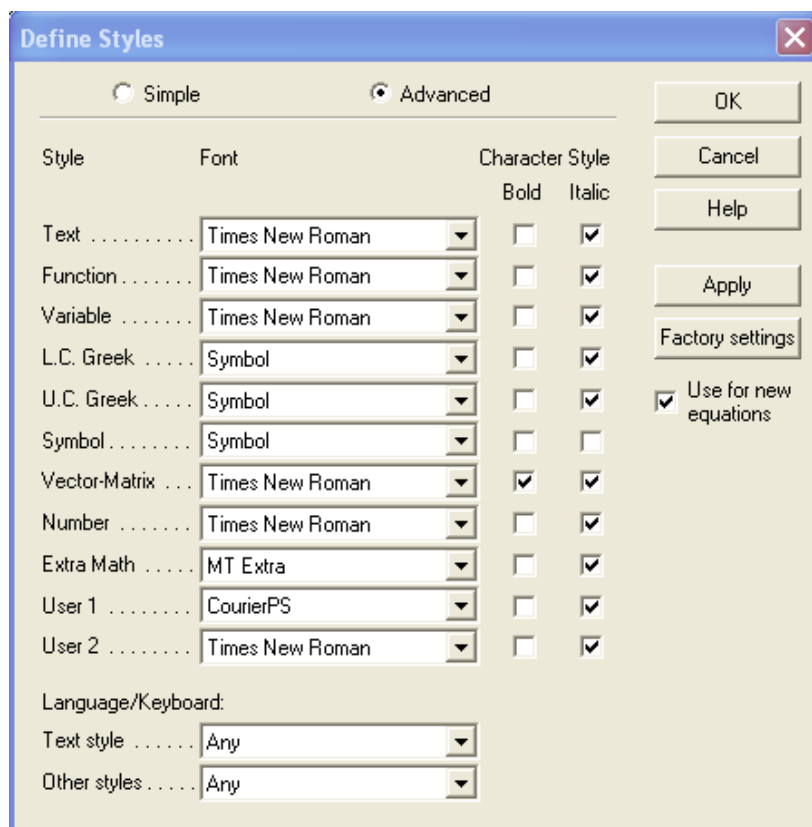 Define Styles
Simple Advanced OK
Style Font Character Style Cancel
Bold Italic Help
Text .......... Times New Roman
Function....... Times New Roman Apply
Variable ....... Times New Roman
L.C. Greek ..... Symbol Factory settings
U.C. Greek..... Symbol Use for new
equations
Symbol........ Symbol
Vector-Matrix ... Times New Roman
Number ....... Times New Roman
Extra Math ..... MT Extra
User 1 ........ CourierPS
User 2 ........ Times New Roman
Language/Keyboard:
Text style ...... Any
Other styles..... Any